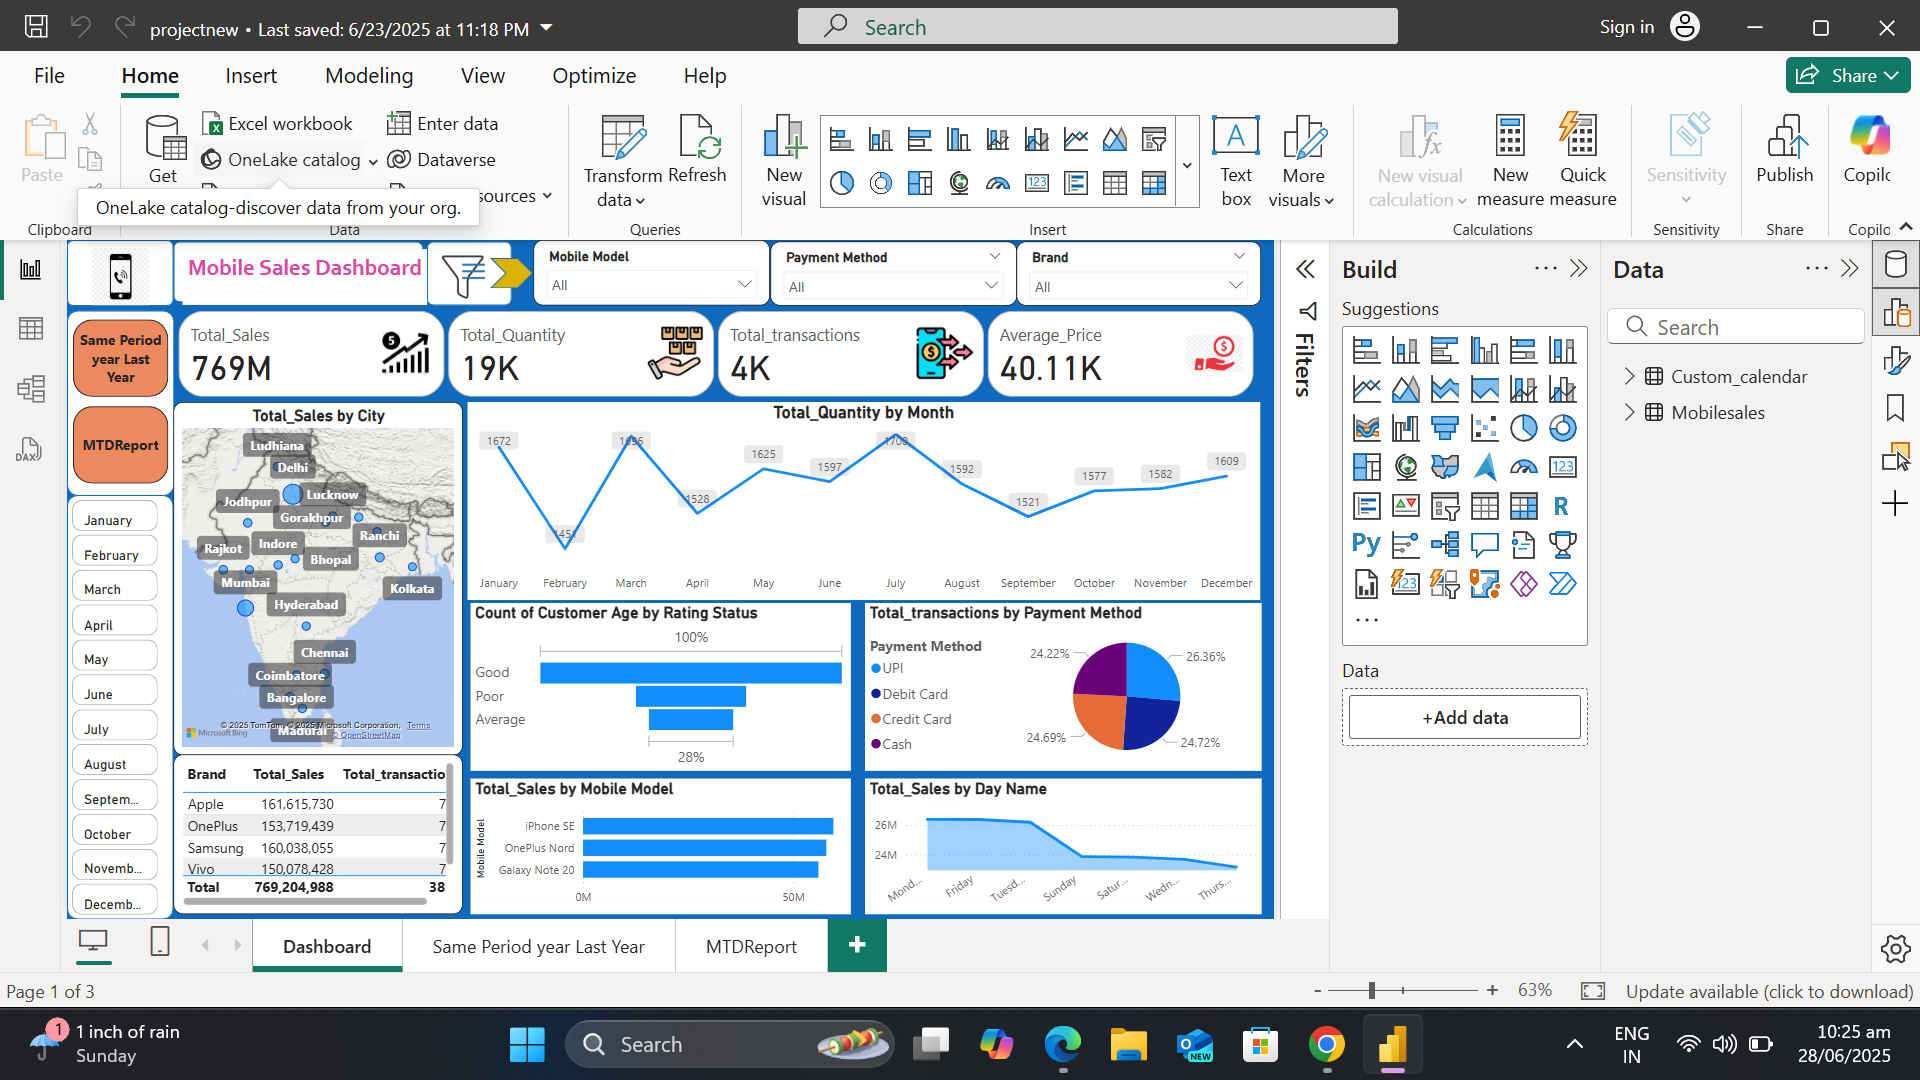 projectnew • Last saved: 6/23/2025 at 11:18 PM
Search
Sign in
File
Home
Insert
Modeling
View
Optimize
Help
Share
Paste
Clipboard
Get
Excel workbook
OneLake catalog
Enter data
Dataverse
sources
OneLake catalog-discover data from your org.
Data
Transform data
Refresh
Queries
New visual
Text box
More visuals
Insert
New visual calculation
New measure
Quick measure
Calculations
Sensitivity
Sensitivity
Publish
Share
Copilc
Copilc
Mobile Sales Dashboard
Mobile Model
All
Payment Method
All
Brand
All
Same Period year Last Year
MTDReport
Total_Sales
769M
Total_Quantity
19K
Total_transactions
4K
Average_Price
40.11K
January
February
March
April
May
June
July
August
Septem...
October
Novemb...
Decemb...
Total_Sales by City
Ludhiana
Delhi
Lucknow
Jodhpur
Gorakhpur
Ranchi
Rajkot
Indore
Bhopal
Mumbai
Kolkata
Hyderabad
Chennai
Coimbatore
Bangalore
Madurai
© 2025 TomTom, © 2025 Microsoft Corporation, Terms
© OpenStreetMap
Microsoft Bing
Brand Total_Sales Total_transactio
Apple 161,615,730 7
OnePlus 153,719,439 7
Samsung 160,038,055 7
Vivo 150,078,428 7
Total 769,204,988 38
Total_Quantity by Month
1672
1451
1696
1528
1625
1597
1700
1592
1521
1577
1582
1609
January February March April May June July August September October November December
Count of Customer Age by Rating Status
100%
Good
Poor
Average
28%
Total_transactions by Payment Method
Payment Method
UPI
Debit Card
Credit Card
Cash
24.22%
26.36%
24.69%
24.72%
Total_Sales by Mobile Model
Mobile Model
iPhone SE
OnePlus Nord
Galaxy Note 20
0M 50M
Total_Sales by Day Name
26M
24M
Mond... Friday Tuesd... Sunday Satur... Wedn... Thurs...
Filters
Build
Suggestions
123
R
Py
Data
+Add data
Data
Search
Custom_calendar
Mobilesales
Dashboard
Same Period year Last Year
MTDReport
Page 1 of 3
63%
Update available (click to download)
1
1 inch of rain
Sunday
Search
NEW
ENG
IN
10:25 am
28/06/2025